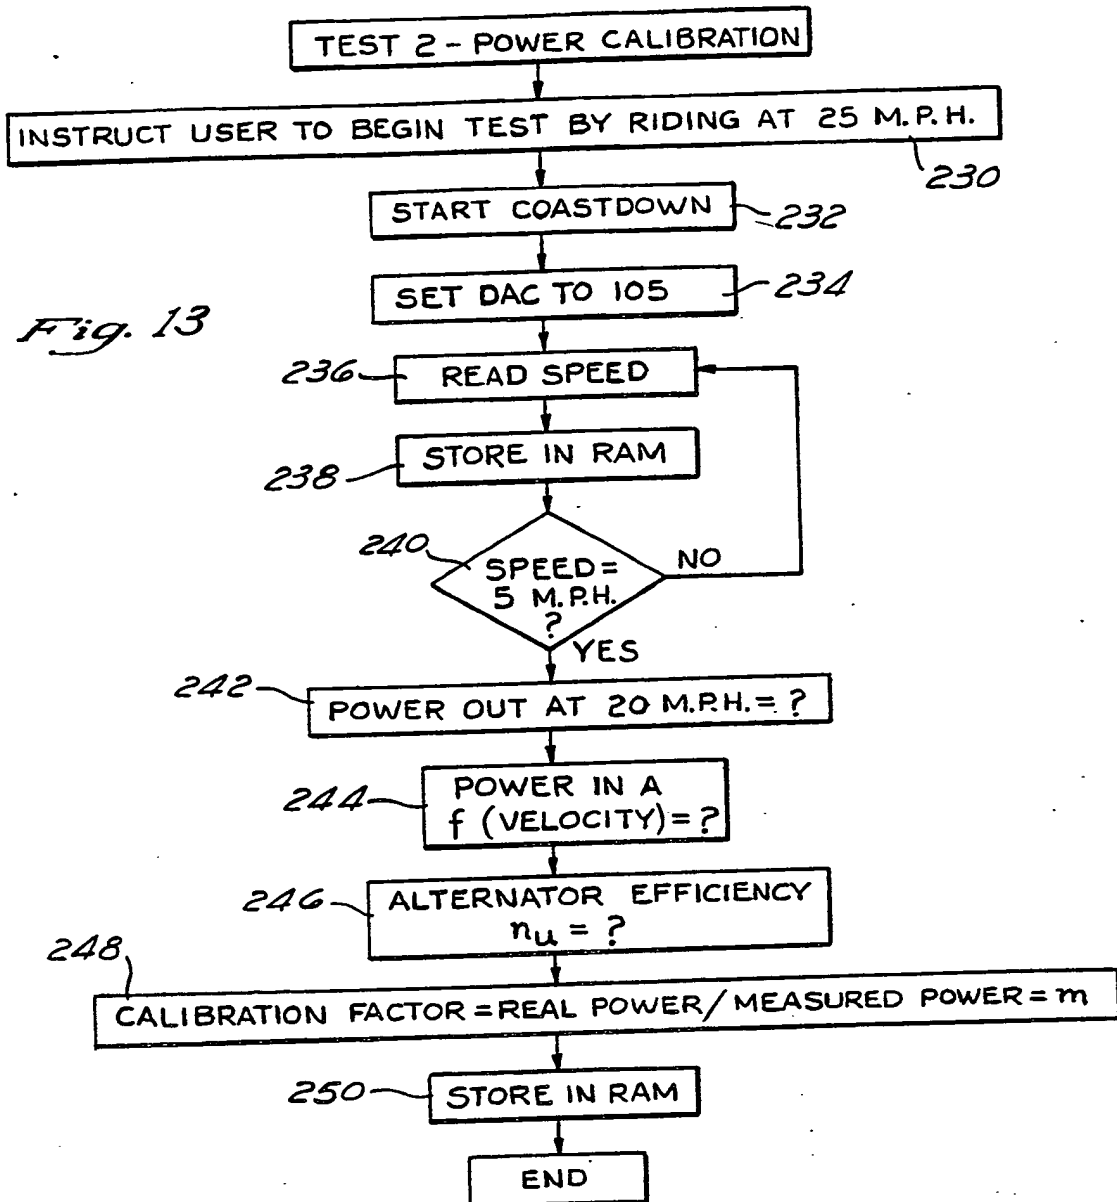 TEST 2 - POWER CALIBRATION
INSTRUCT USER TO BEGIN TEST BY RIDING AT 25 M.P.H.
230
START COASTDOWN
232
SET DAC TO 105
234
Fig. 13
236
READ SPEED
STORE IN RAM
238
240
SPEED =
5 M.P.H.
?
NO
YES
242
POWER OUT AT 20 M.P.H. = ?
244
POWER IN A
f (VELOCITY) = ?
246
ALTERNATOR EFFICIENCY
nu = ?
248
CALIBRATION FACTOR = REAL POWER / MEASURED POWER = m
250
STORE IN RAM
END